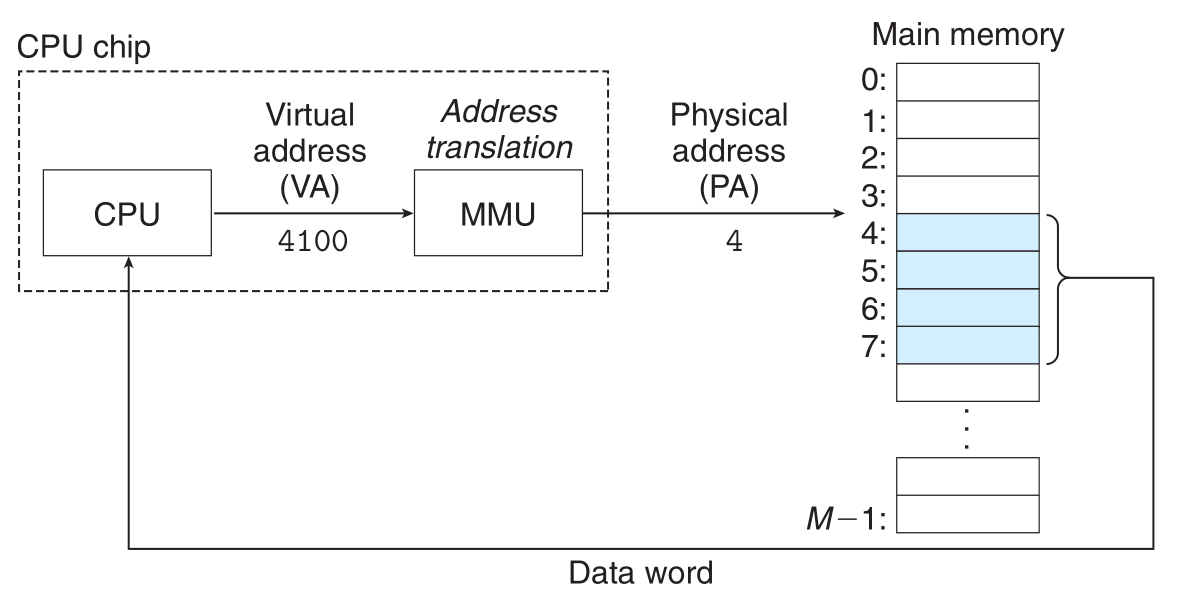 CPU chip
Main memory
Virtual
address
(VA)
4100
Address
translation
Physical
address
(PA)
4
CPU
MMU
0:
1:
2:
3:
4:
5:
6:
7:
M−1:
Data word